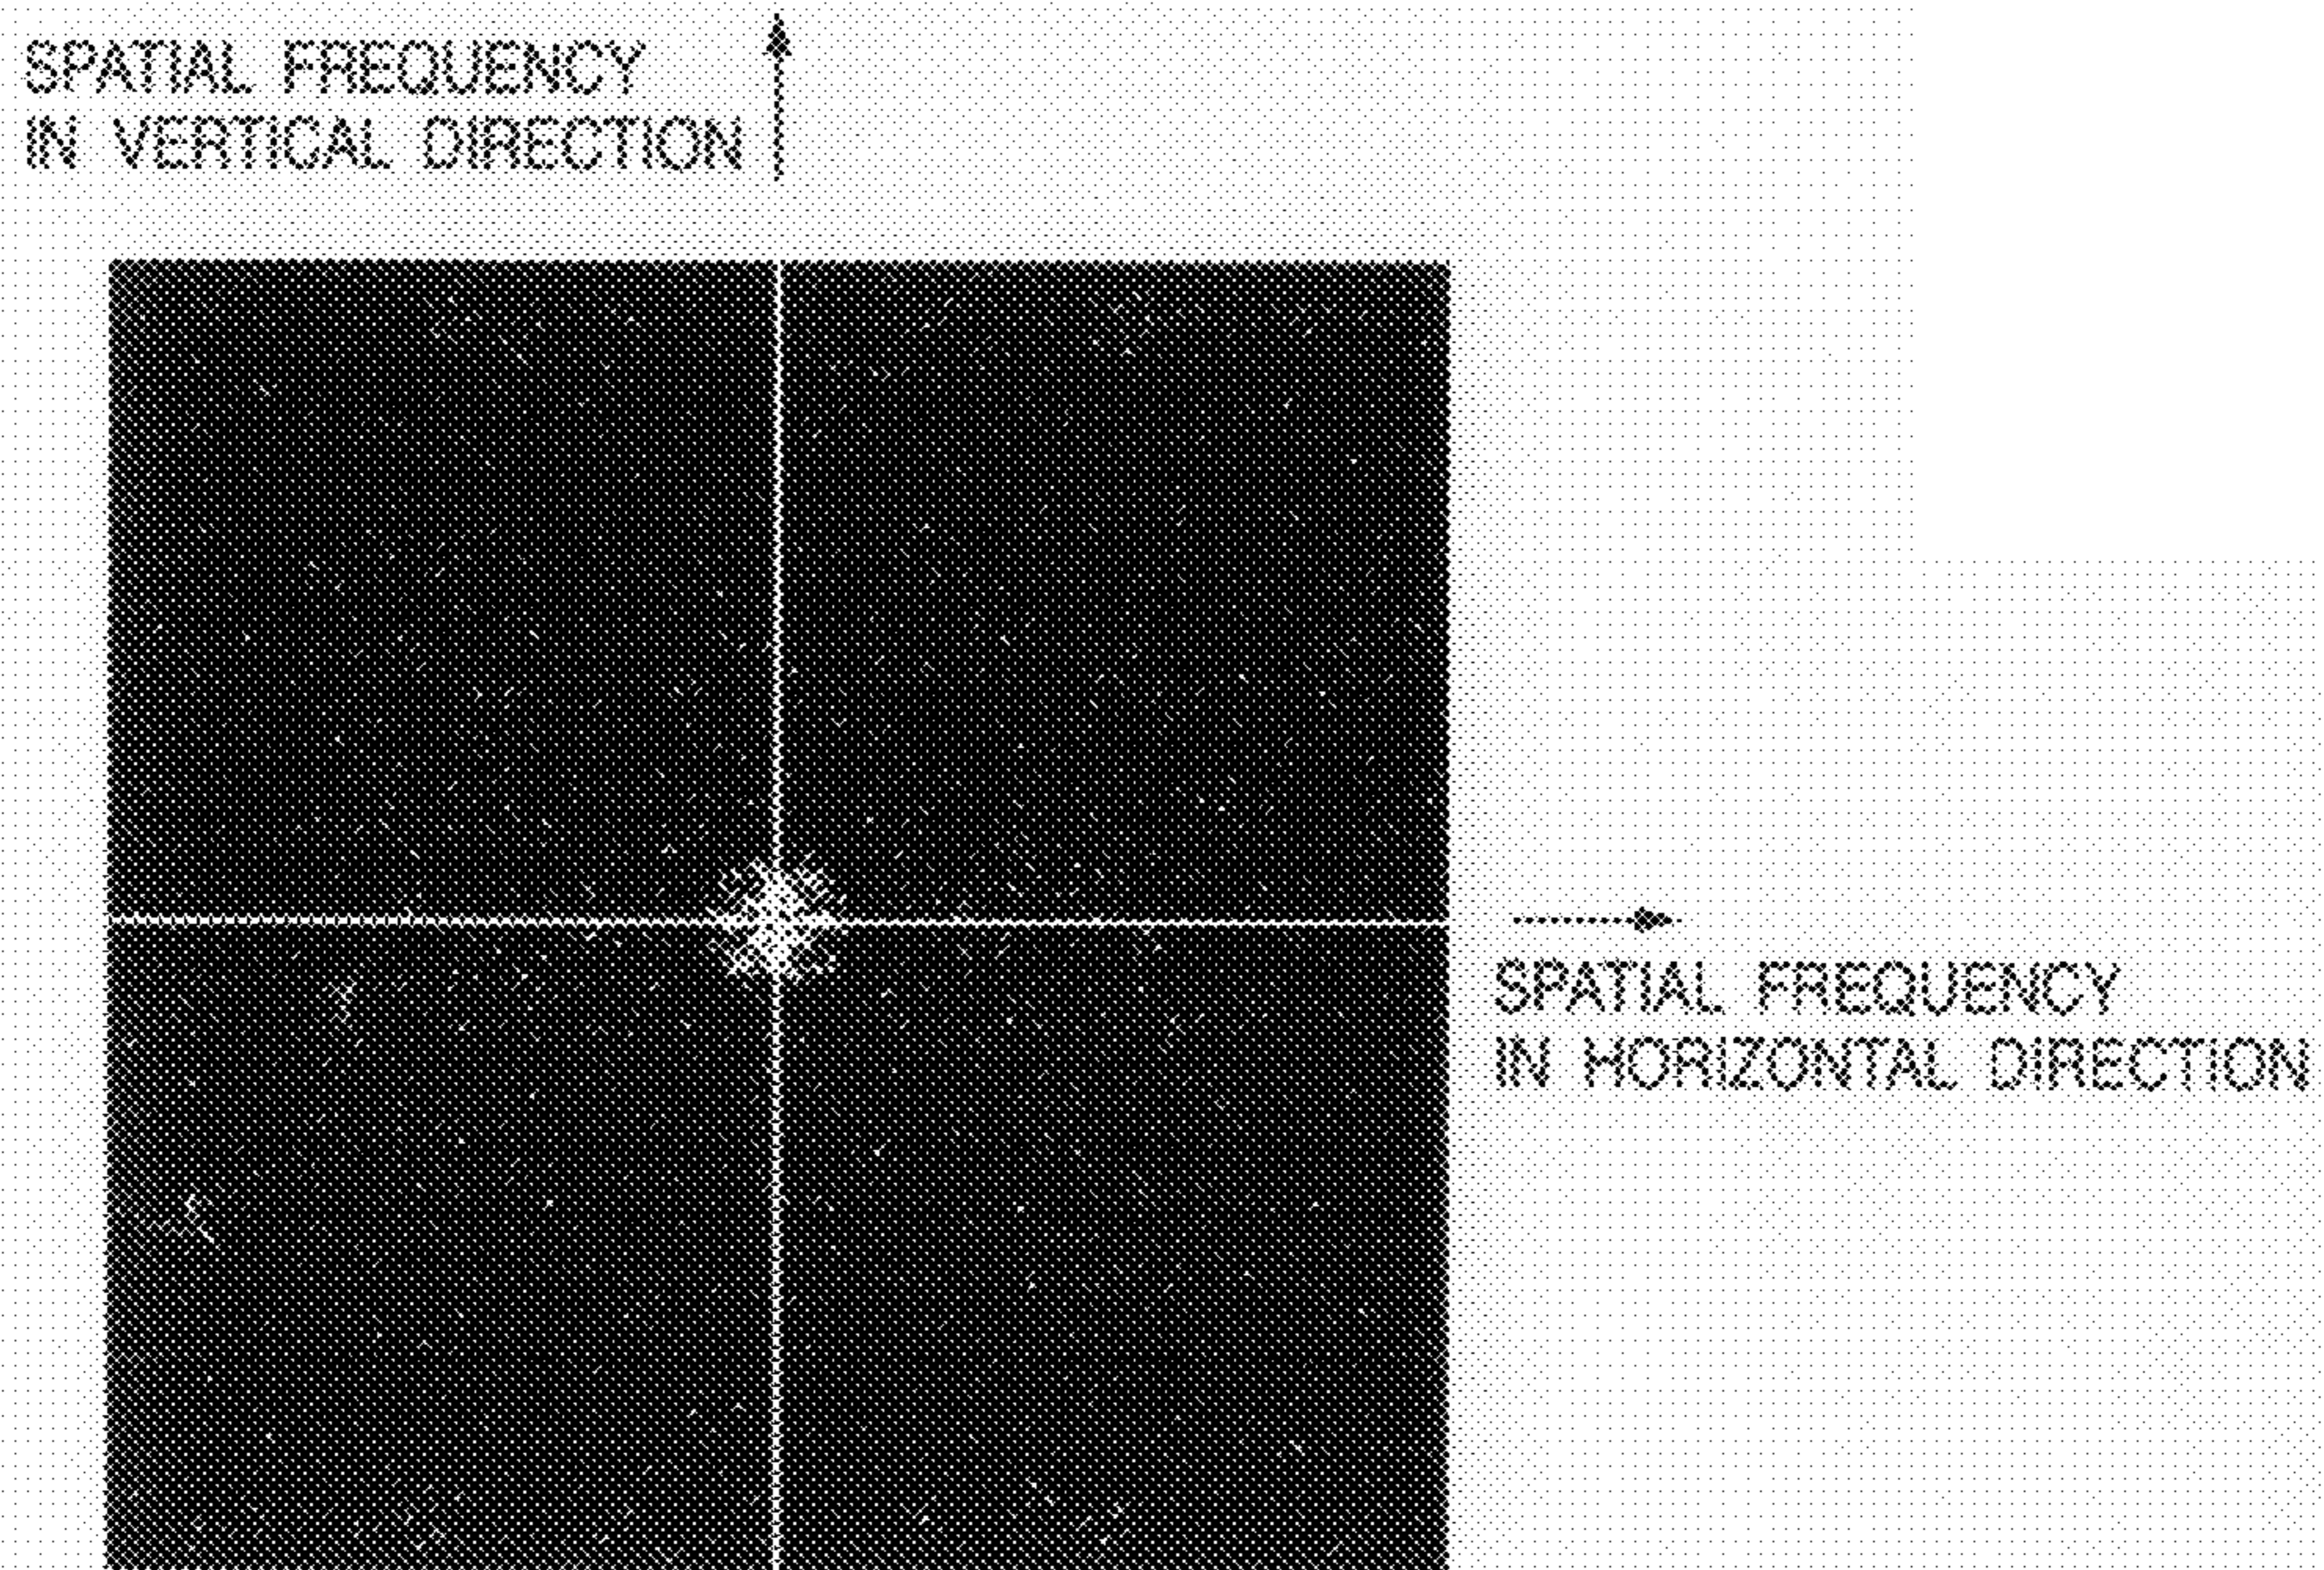 SPATIAL FREQUENCY
IN VERTICAL DIRECTION
SPATIAL FREQUENCY
IN HORIZONTAL DIRECTION